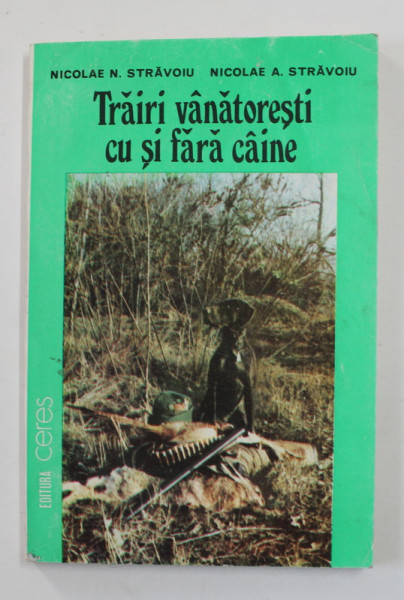 NICOLAE N. STRĂVOIU NICOLAE A. STRĂVOIU
Trăiri vânătorești
cu și fără câine
EDITURA ceres